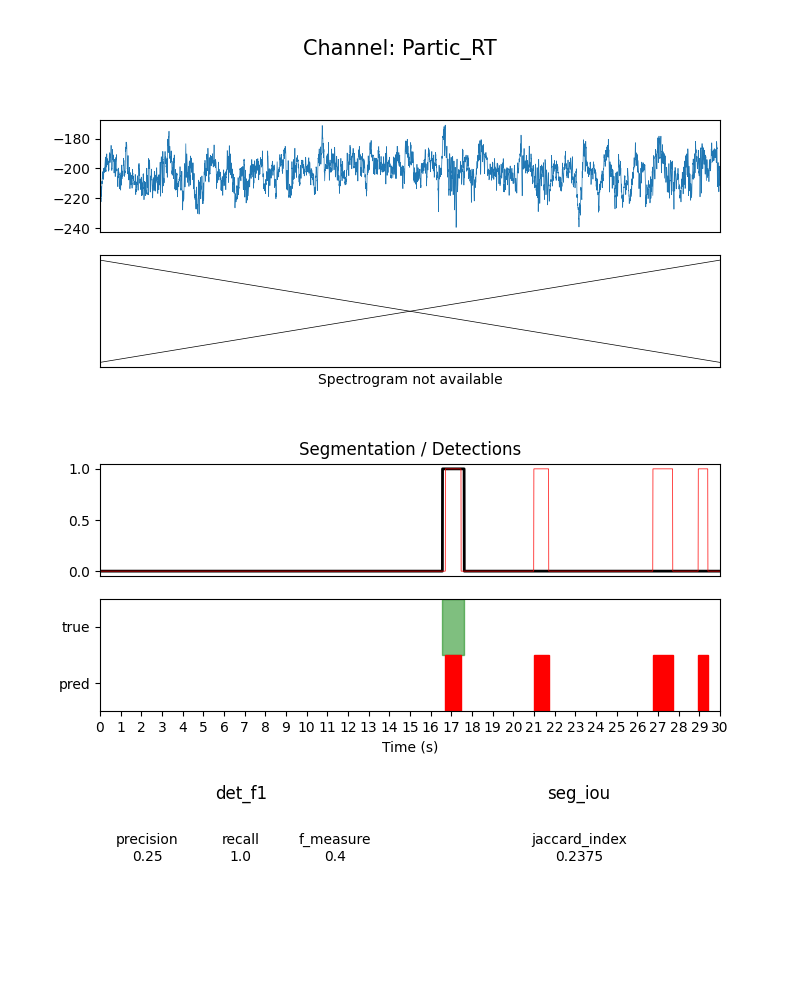 Channel: Partic_RT
−180
−200
−220
−240
Spectrogram not available
Segmentation / Detections
1.0
0.5
0.0
true
pred
0 1 2 3 4 5 6 7 8 9 10 11 12 13 14 15 16 17 18 19 20 21 22 23 24 25 26 27 28 29 30
Time (s)
det_f1 seg_iou
precision recall f_measure jaccard_index
0.25 1.0 0.4 0.2375